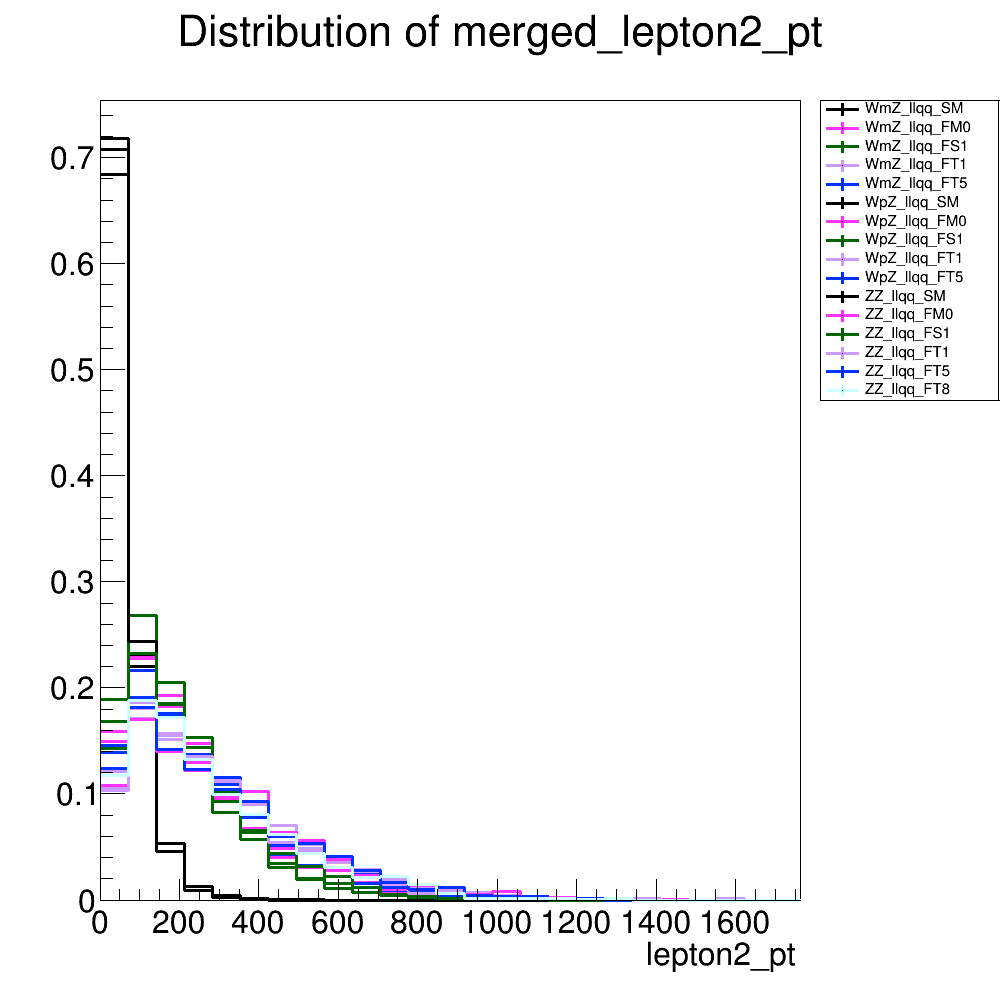 Distribution of merged_lepton2_pt
WmZ_llqq_SM
WmZ_llqq_FM0
WmZ_llqq_FS1
WmZ_llqq_FT1
WmZ_llqq_FT5
WpZ_llqq_SM
WpZ_llqq_FM0
WpZ_llqq_FS1
WpZ_llqq_FT1
WpZ_llqq_FT5
ZZ_llqq_SM
ZZ_llqq_FM0
ZZ_llqq_FS1
ZZ_llqq_FT1
ZZ_llqq_FT5
ZZ_llqq_FT8
0.7
0.6
0.5
0.4
0.3
0.2
0.1
0
0 200 400 600 800 1000 1200 1400 1600
lepton2_pt